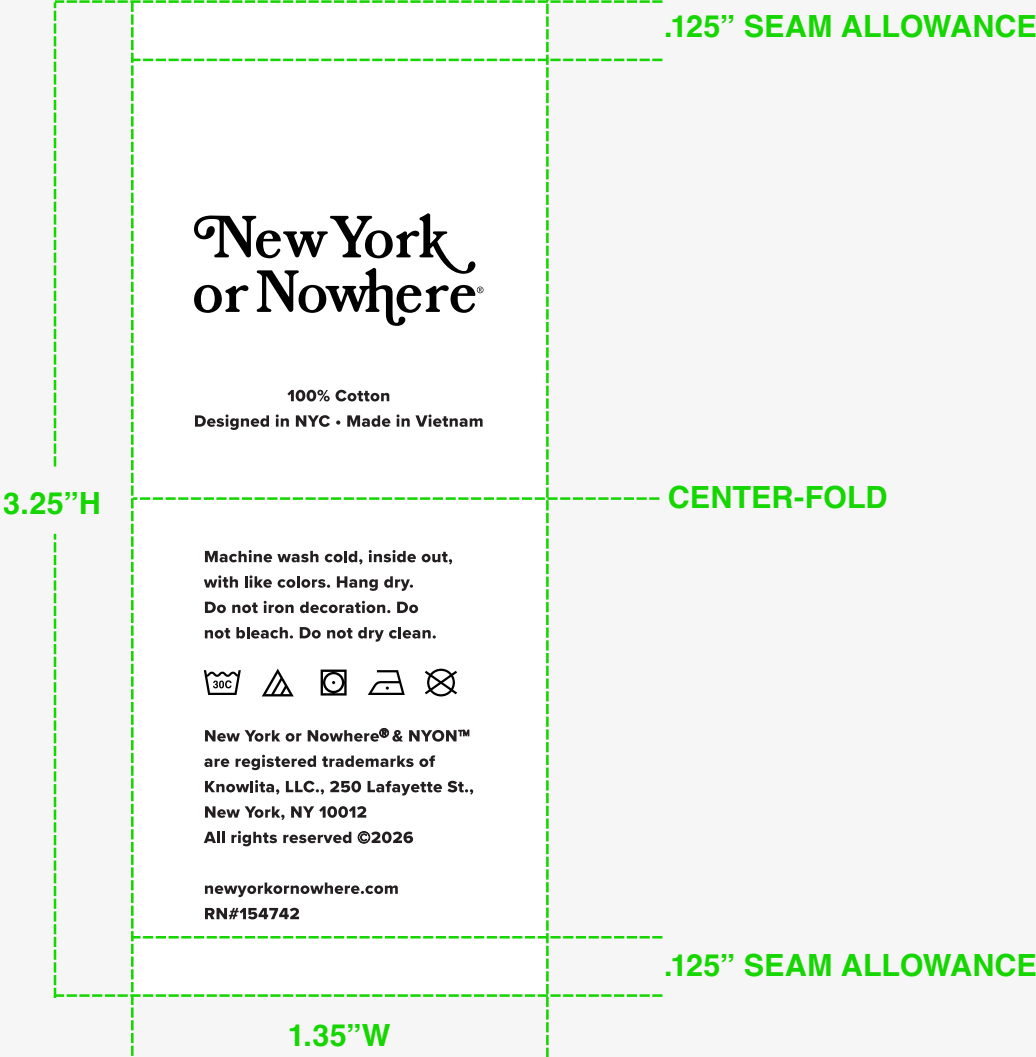 .125” SEAM ALLOWANCE
New York
or Nowhere®
100% Cotton
Designed in NYC • Made in Vietnam
3.25”H
CENTER-FOLD
Machine wash cold, inside out,
with like colors. Hang dry.
Do not iron decoration. Do
not bleach. Do not dry clean.
30C
New York or Nowhere® & NYON™
are registered trademarks of
Knowlita, LLC., 250 Lafayette St.,
New York, NY 10012
All rights reserved ©2026
newyorkornowhere.com
RN#154742
.125” SEAM ALLOWANCE
1.35”W